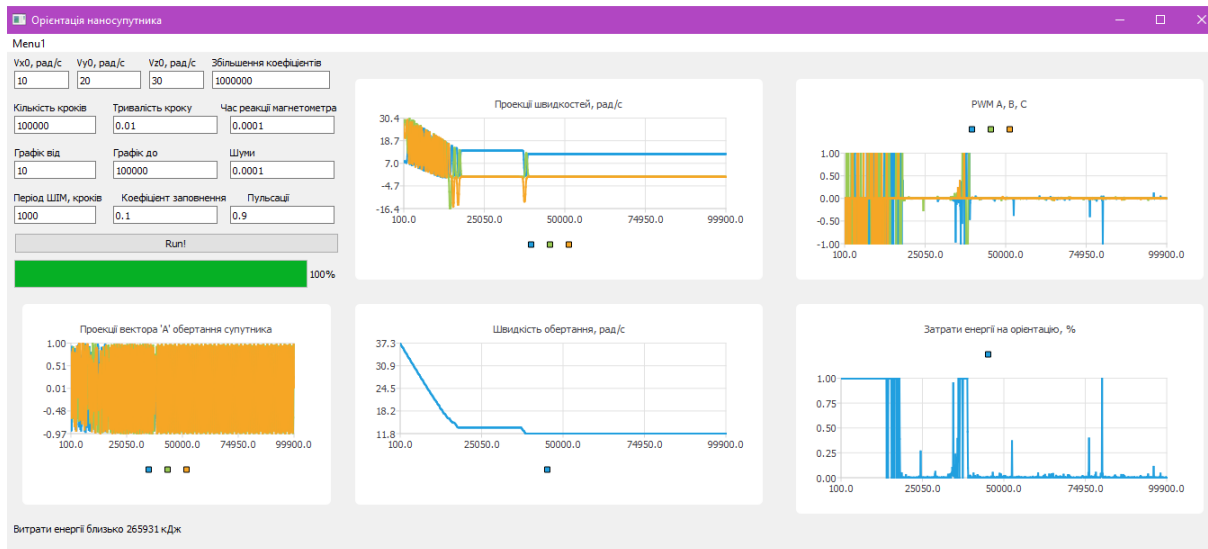 Орієнтація наносупутника
Menu1
Vx0, рад/с Vy0, рад/с Vz0, рад/с Збільшення коефіцієнтів
10 20 30 1000000
Кількість кроків Тривалість кроку Час реакції магнетометра
100000 0.01 0.0001
Графік від Графік до Шуми
10 100000 0.0001
Період ШІМ, кроків Коефіцієнт заповнення Пульсації
1000 0.1 0.9
Run!
100%
Проекції швидкостей, рад/с
30.4
18.7
7.0
-4.7
-16.4
100.0 25050.0 50000.0 74950.0 99900.0
PWM A, B, C
1.00
0.50
0.00
-0.50
-1.00
100.0 25050.0 50000.0 74950.0 99900.0
Проекції вектора 'А' обертання супутника
1.00
0.51
0.01
-0.48
-0.97
100.0 25050.0 50000.0 74950.0 99900.0
Швидкість обертання, рад/с
37.3
30.9
24.5
18.2
11.8
100.0 25050.0 50000.0 74950.0 99900.0
Затрати енергії на орієнтацію, %
1.00
0.75
0.50
0.25
0.00
100.0 25050.0 50000.0 74950.0 99900.0
Витрати енергії близько 265931 кДж